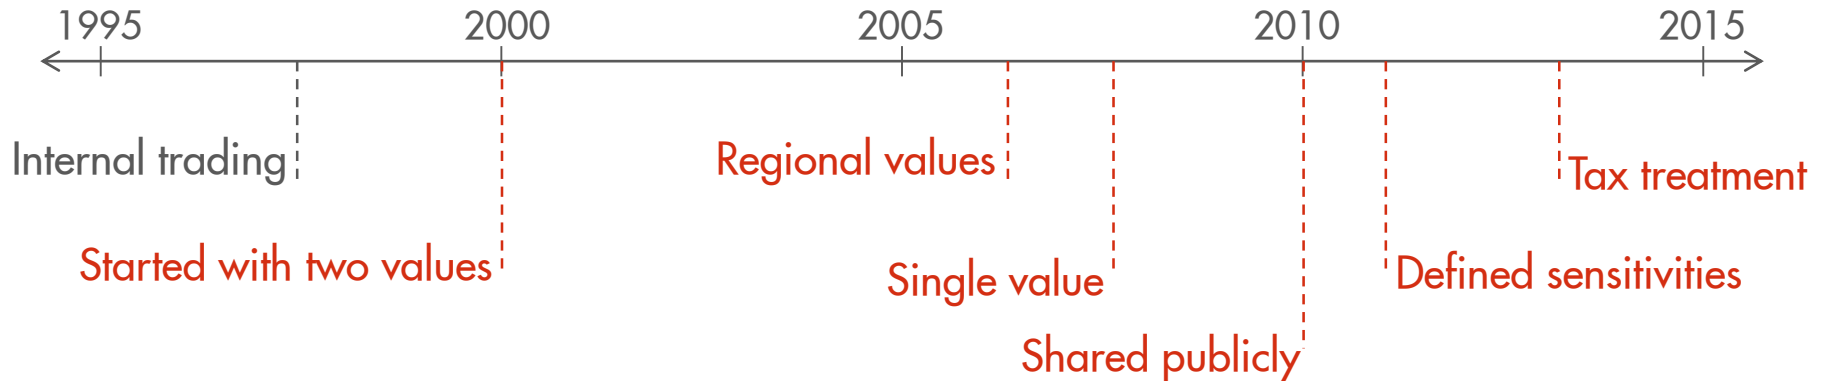 1995 2000 2005 2010 2015
Internal trading
Regional values
Tax treatment
Started with two values
Single value
Defined sensitivities
Shared publicly